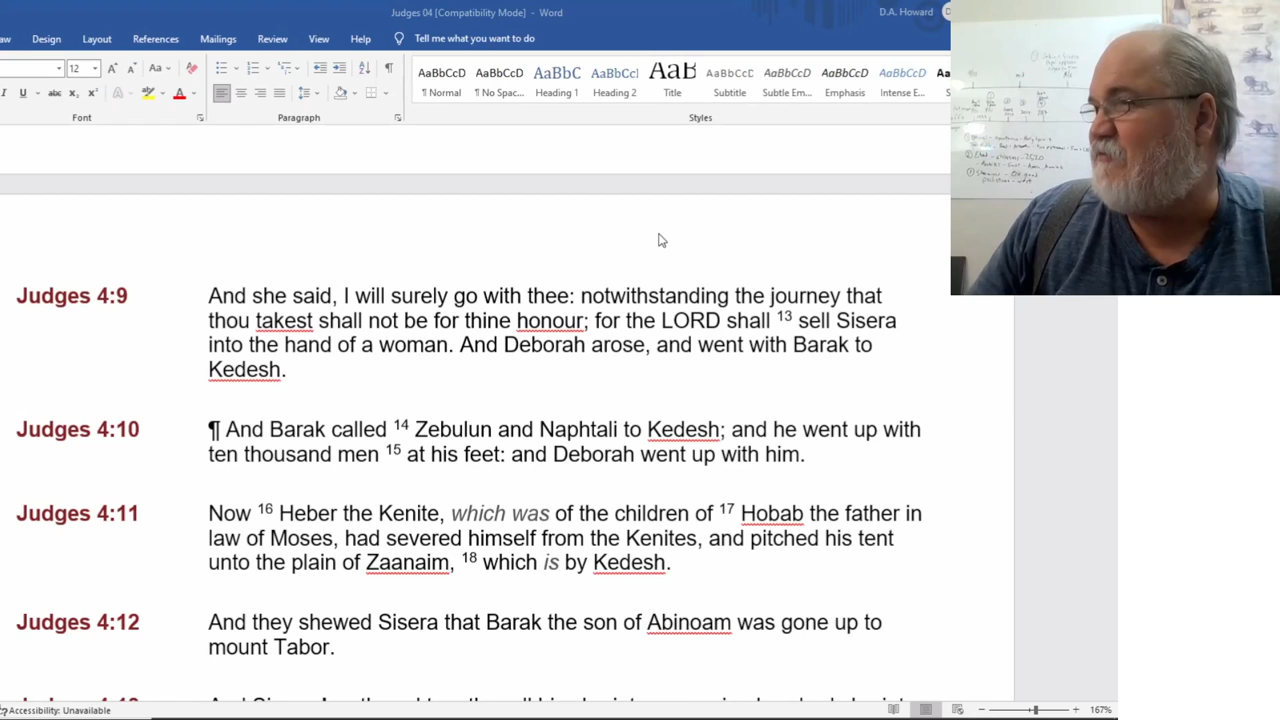 Judges 04 [Compatibility Mode] - Word
D.A. Howard
Design Layout References Mailings Review View Help Tell me what you want to do
12 Aa
AaBbCcD AaBbCcD AaBbC AaBbCcl AaB AaBbCcD AaBbCcD AaBbCcD AaBbCcD
¶ Normal ¶ No Spac... Heading 1 Heading 2 Title Subtitle Subtle Em... Emphasis Intense E...
Font Paragraph Styles
Judges 4:9 And she said, I will surely go with thee: notwithstanding the journey that
thou takest shall not be for thine honour; for the LORD shall 13 sell Sisera
into the hand of a woman. And Deborah arose, and went with Barak to
Kedesh.
Judges 4:10 ¶ And Barak called 14 Zebulun and Naphtali to Kedesh; and he went up with
ten thousand men 15 at his feet: and Deborah went up with him.
Judges 4:11 Now 16 Heber the Kenite, which was of the children of 17 Hobab the father in
law of Moses, had severed himself from the Kenites, and pitched his tent
unto the plain of Zaanaim, 18 which is by Kedesh.
Judges 4:12 And they shewed Sisera that Barak the son of Abinoam was gone up to
mount Tabor.
Accessibility: Unavailable 167%